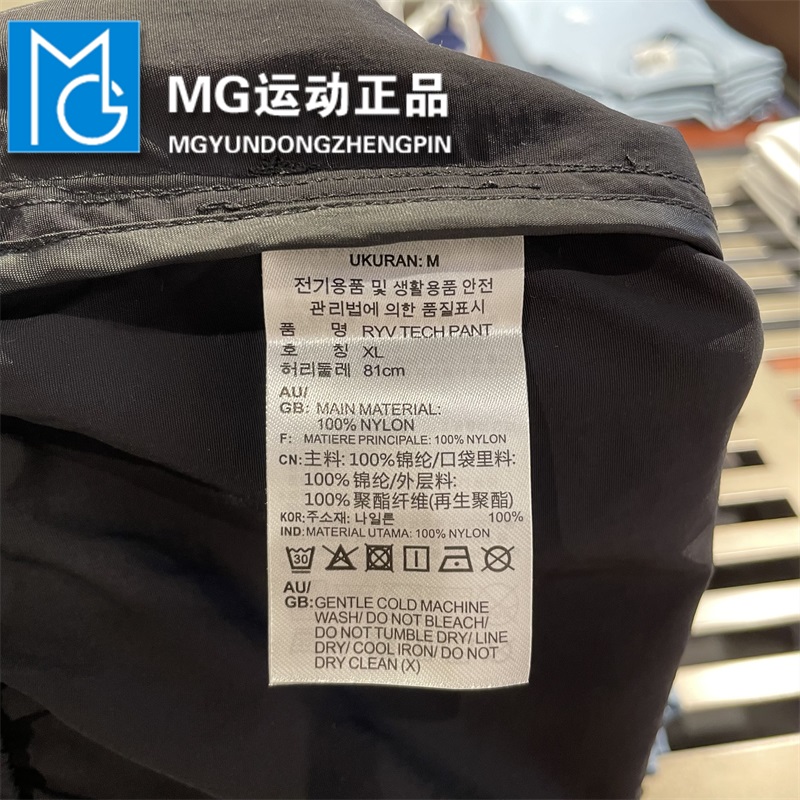 MG
MG运动正品
MGYUNDONGZHENGPIN
UKURAN: M
전기용품 및 생활용품 안전
관리법에 의한 품질표시
품 명 RYV TECH PANT
호 칭 XL
허리둘레 81cm
AU/
GB: MAIN MATERIAL:
100% NYLON
F: MATIERE PRINCIPALE: 100% NYLON
CN: 主料: 100%锦纶/口袋里料:
100%锦纶/外层料:
100%聚酯纤维(再生聚酯)
KOR: 주소재: 나일론 100%
IND: MATERIAL UTAMA: 100% NYLON
30
AU/
GB: GENTLE COLD MACHINE
WASH/ DO NOT BLEACH/
DO NOT TUMBLE DRY/ LINE
DRY/ COOL IRON/ DO NOT
DRY CLEAN (X)